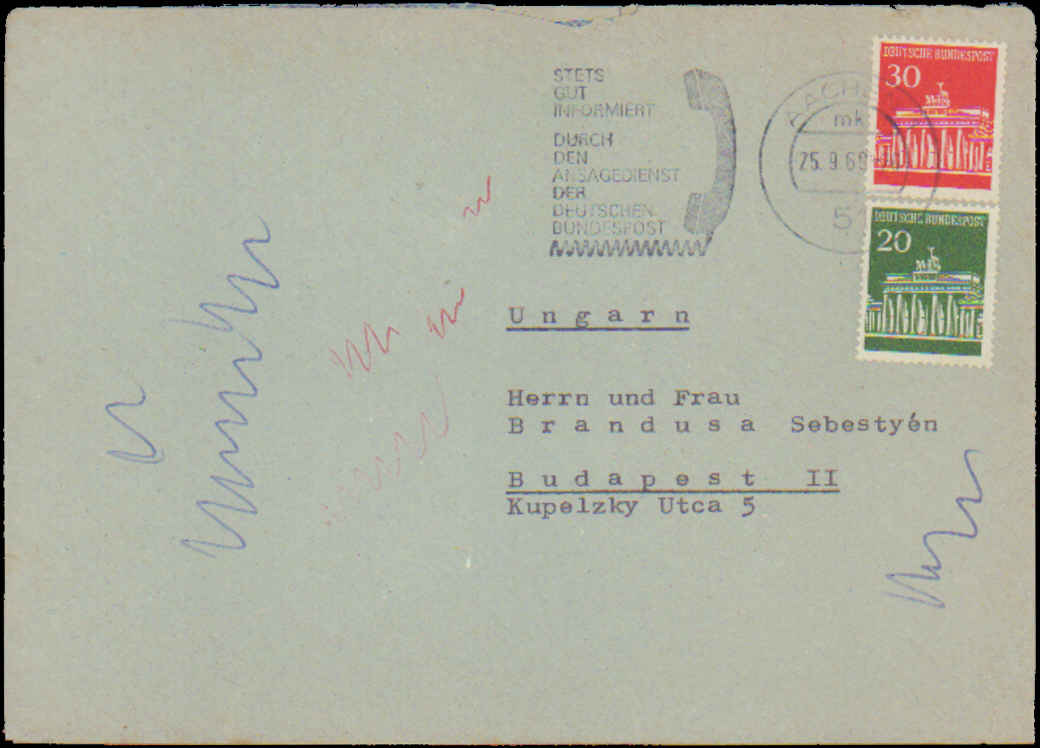 STETS
GUT
INFORMIERT
DURCH
DEN
ANSAGEDIENST
DER
DEUTSCHEN
BUNDESPOST
mk
25. 9. 69
DEUTSCHE BUNDESPOST
30
DEUTSCHE BUNDESPOST
20
Ungarn
Herrn und Frau
Brandusa Sebestyén
Budapest II
Kupelzky Utca 5